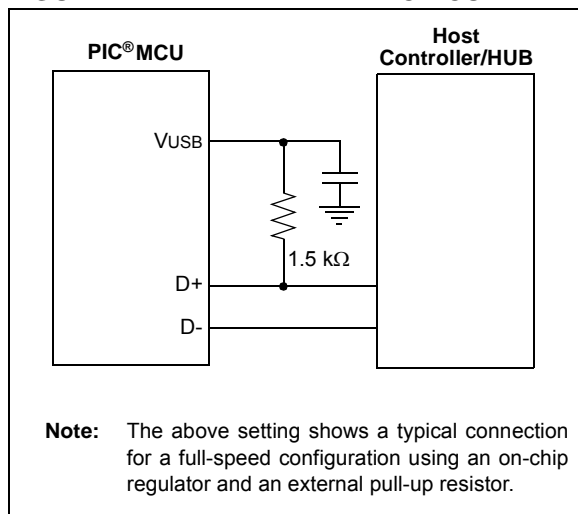 PIC®MCU
Host
Controller/HUB
VUSB
1.5 kΩ
D+
D-
Note: The above setting shows a typical connection
for a full-speed configuration using an on-chip
regulator and an external pull-up resistor.